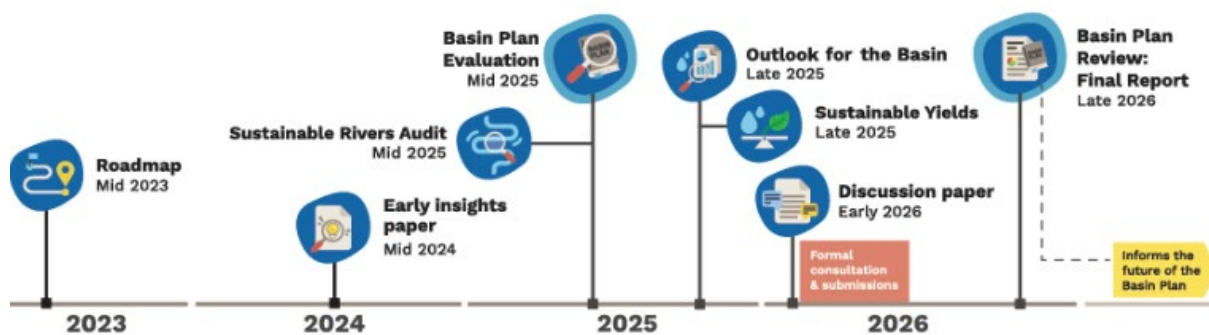 Roadmap
Mid 2023
Early insights
paper
Mid 2024
Sustainable Rivers Audit
Mid 2025
Basin Plan
Evaluation
Mid 2025
BASIN
PLAN
Outlook for the Basin
Late 2025
Sustainable Yields
Late 2025
Discussion paper
Early 2026
Formal
consultation
& submissions
Basin Plan
Review:
Final Report
Late 2026
Informs the
future of the
Basin Plan
2023
2024
2025
2026